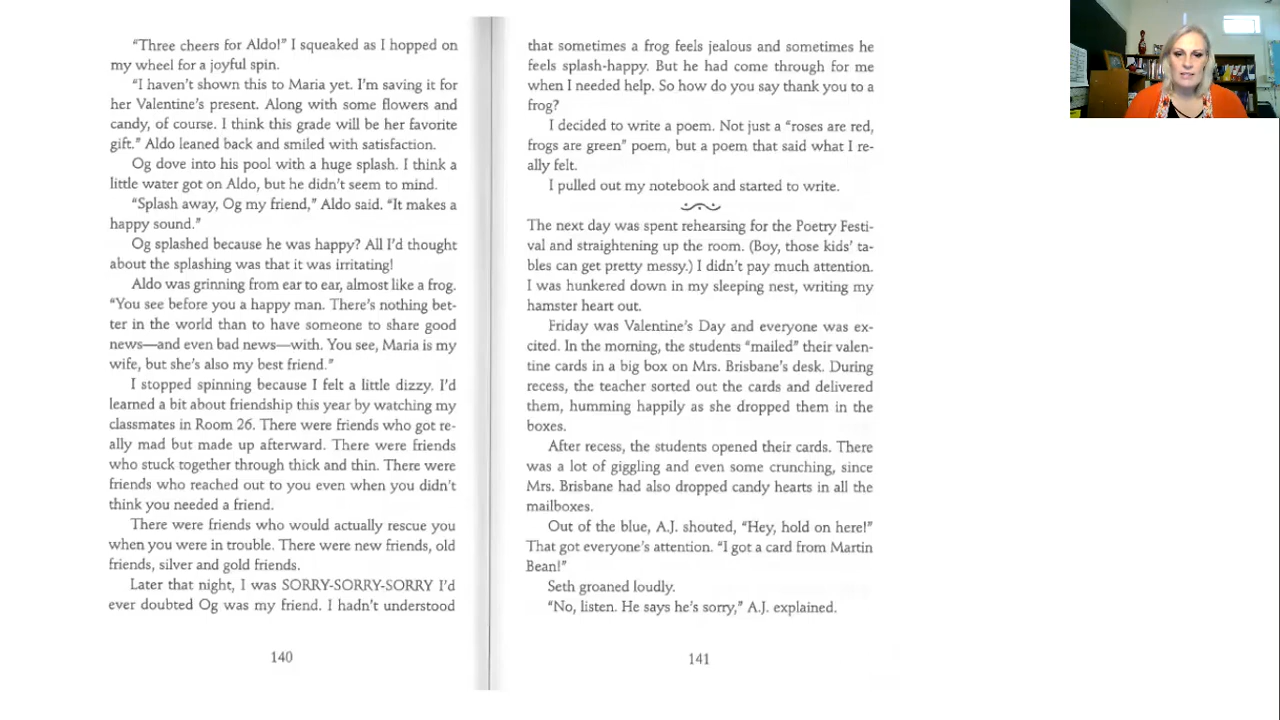 “Three cheers for Aldo!” I squeaked as I hopped on
my wheel for a joyful spin.
“I haven’t shown this to Maria yet. I’m saving it for
her Valentine’s present. Along with some flowers and
candy, of course. I think this grade will be her favorite
gift.” Aldo leaned back and smiled with satisfaction.
Og dove into his pool with a huge splash. I think a
little water got on Aldo, but he didn’t seem to mind.
“Splash away, Og my friend,” Aldo said. “It makes a
happy sound.”
Og splashed because he was happy? All I’d thought
about the splashing was that it was irritating!
Aldo was grinning from ear to ear, almost like a frog.
“You see before you a happy man. There’s nothing bet-
ter in the world than to have someone to share good
news—and even bad news—with. You see, Maria is my
wife, but she’s also my best friend.”
I stopped spinning because I felt a little dizzy. I’d
learned a bit about friendship this year by watching my
classmates in Room 26. There were friends who got re-
ally mad but made up afterward. There were friends
who stuck together through thick and thin. There were
friends who reached out to you even when you didn’t
think you needed a friend.
There were friends who would actually rescue you
when you were in trouble. There were new friends, old
friends, silver and gold friends.
Later that night, I was SORRY-SORRY-SORRY I’d
ever doubted Og was my friend. I hadn’t understood
140
that sometimes a frog feels jealous and sometimes he
feels splash-happy. But he had come through for me
when I needed help. So how do you say thank you to a
frog?
I decided to write a poem. Not just a “roses are red,
frogs are green” poem, but a poem that said what I re-
ally felt.
I pulled out my notebook and started to write.
The next day was spent rehearsing for the Poetry Festi-
val and straightening up the room. (Boy, those kids’ ta-
bles can get pretty messy.) I didn’t pay much attention.
I was hunkered down in my sleeping nest, writing my
hamster heart out.
Friday was Valentine’s Day and everyone was ex-
cited. In the morning, the students “mailed” their valen-
tine cards in a big box on Mrs. Brisbane’s desk. During
recess, the teacher sorted out the cards and delivered
them, humming happily as she dropped them in the
boxes.
After recess, the students opened their cards. There
was a lot of giggling and even some crunching, since
Mrs. Brisbane had also dropped candy hearts in all the
mailboxes.
Out of the blue, A.J. shouted, “Hey, hold on here!”
That got everyone’s attention. “I got a card from Martin
Bean!”
Seth groaned loudly.
“No, listen. He says he’s sorry,” A.J. explained.
141